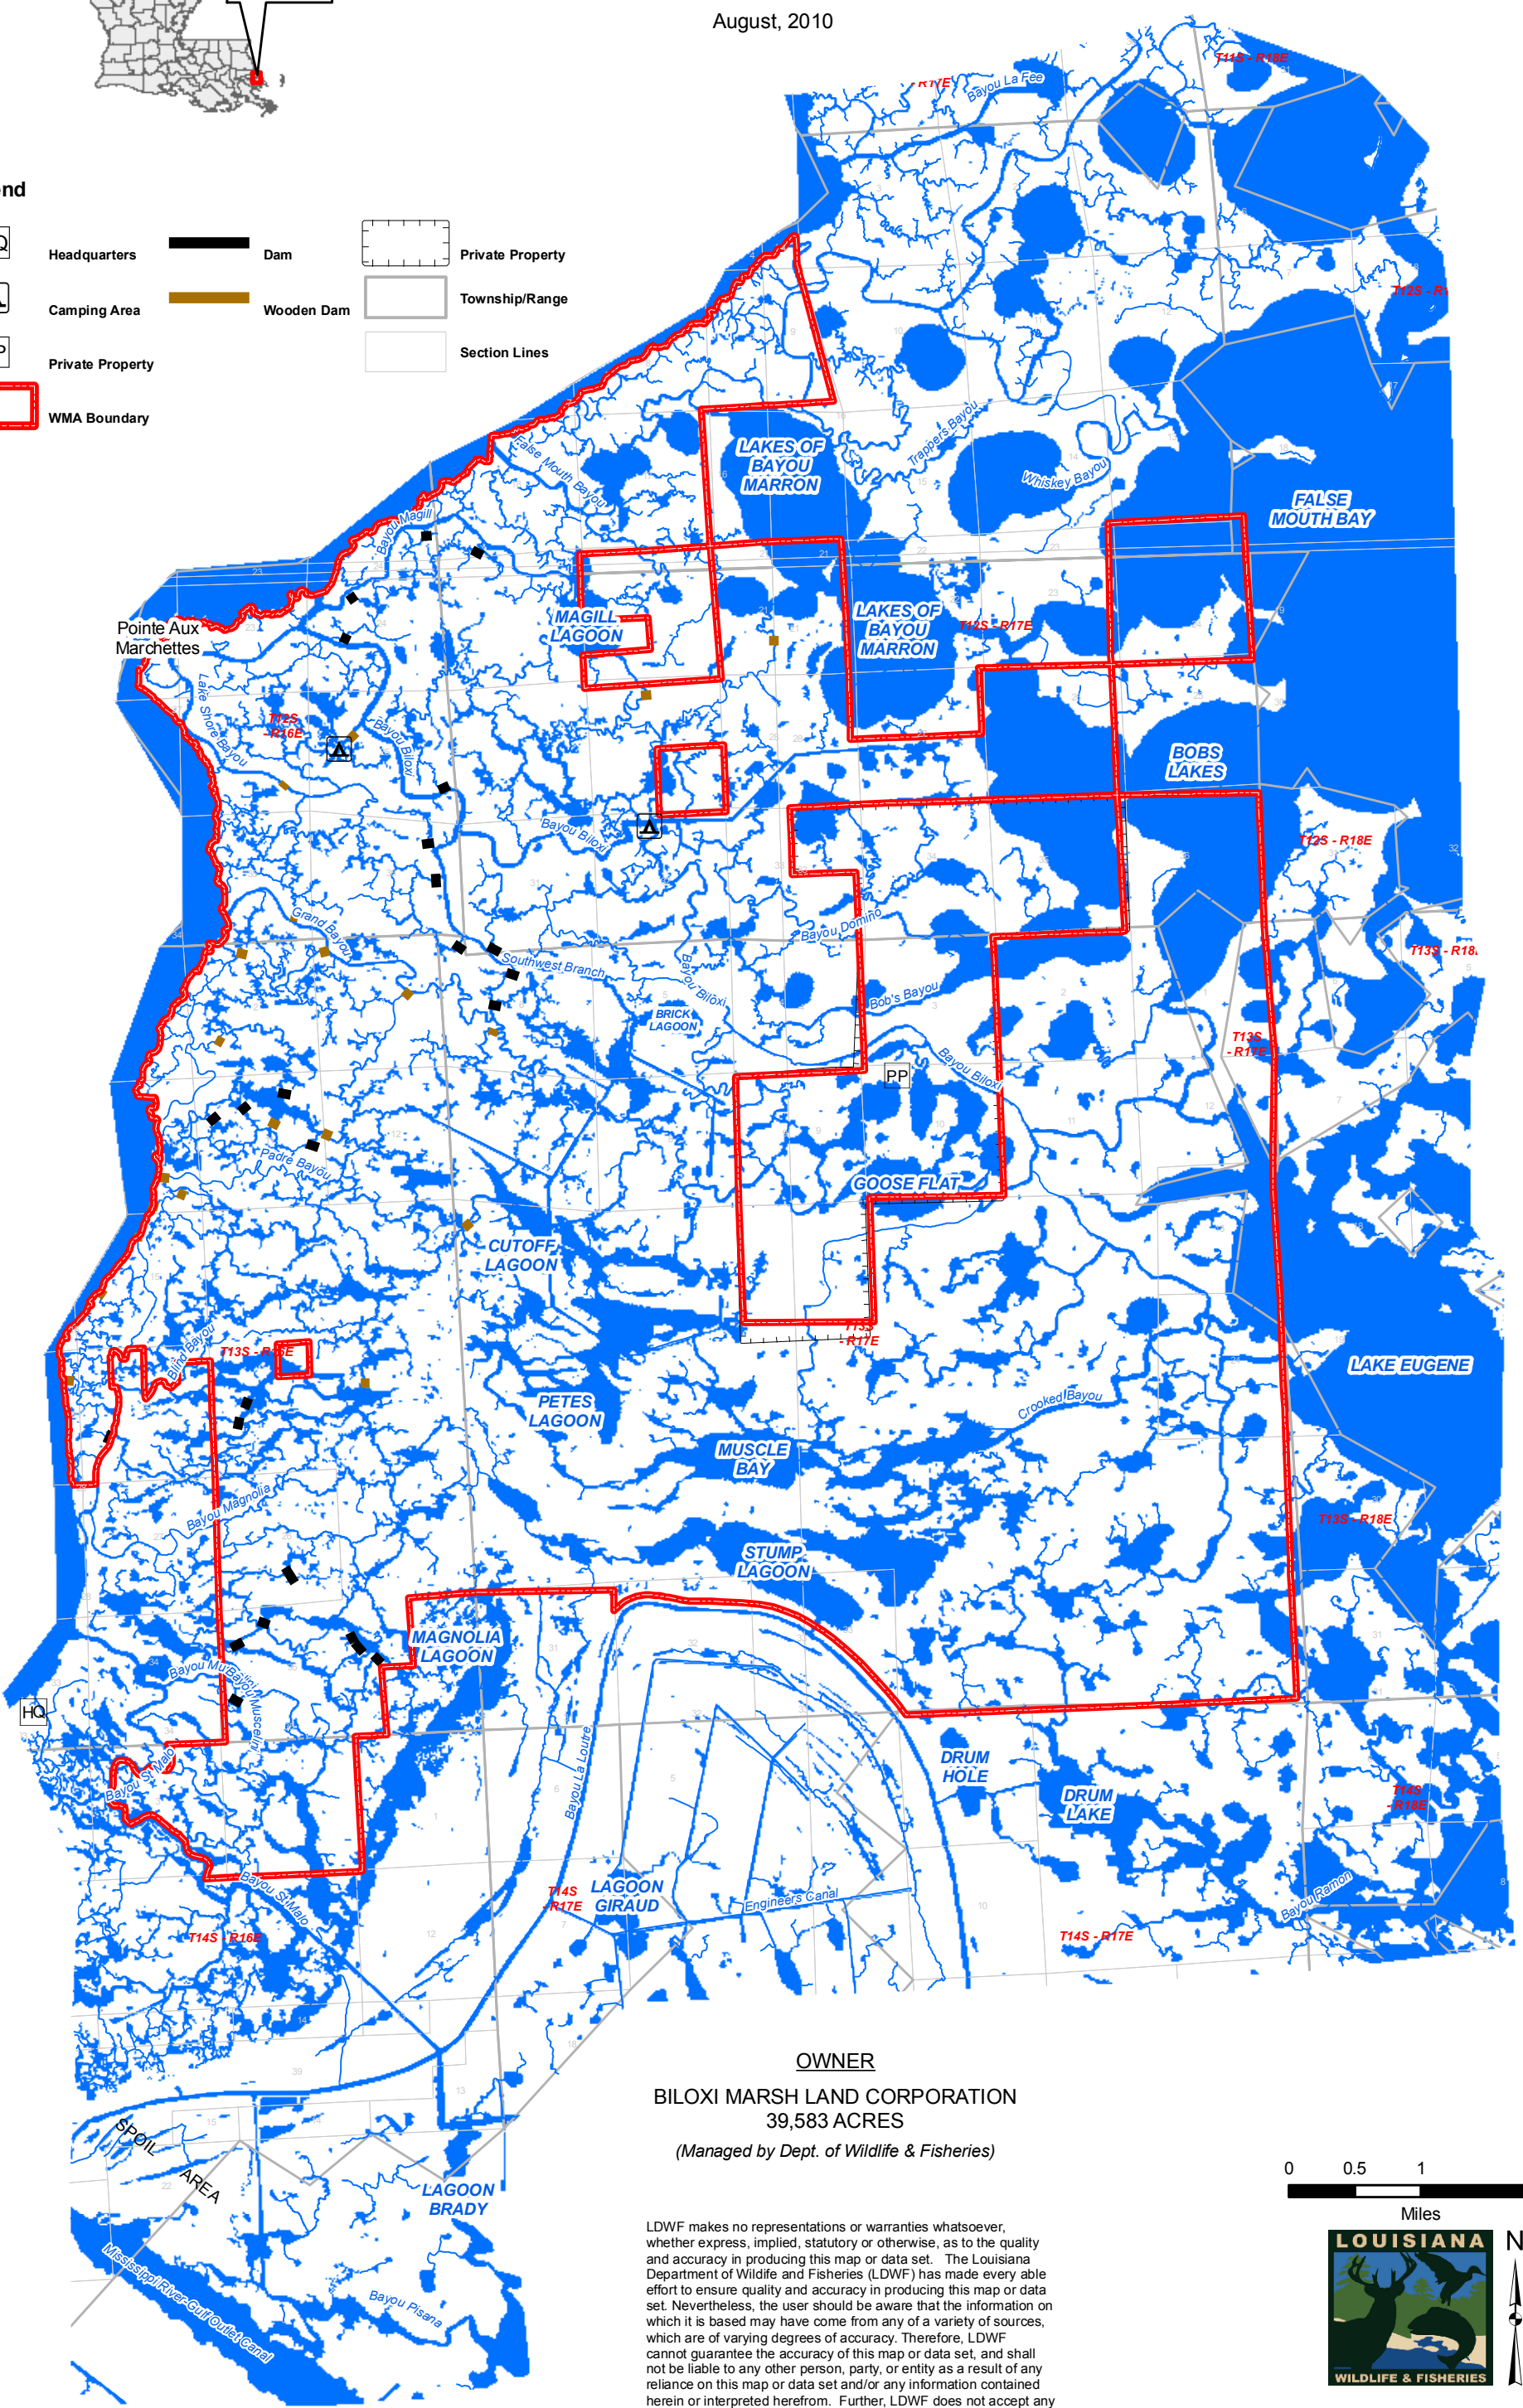 August, 2010
Headquarters
Dam
Private Property
Camping Area
Wooden Dam
Township/Range
Private Property
Section Lines
WMA Boundary
T11S - R18E
Bayou La Fee
T12S
- R16E
Pointe Aux
Marchettes
False Mouth Bayou
Bayou Magill
LAKES OF
BAYOU
MARRON
Trappers Bayou
Whiskey Bayou
FALSE
MOUTH BAY
MAGILL
LAGOON
LAKES OF
BAYOU
MARRON
T12S - R17E
Lake Shore Bayou
Bayou Biloxi
BOBS
LAKES
Bayou Biloxi
T12S - R18E
Grand Bayou
Southwest Branch
Bayou Biloxi
Bayou Domino
BRICK
LAGOON
Bob's Bayou
T13S
- R17E
PP
Bayou Biloxi
Padre Bayou
GOOSE FLAT
CUTOFF
LAGOON
Blind Bayou
T13S
- R17E
LAKE EUGENE
PETES
LAGOON
Crooked Bayou
MUSCLE
BAY
Bayou Magnolia
T13S - R18E
STUMP
LAGOON
MAGNOLIA
LAGOON
HQ
Bayou Muscelini
Bayou St. Malo
Bayou La Loutre
DRUM
HOLE
DRUM
LAKE
T14S
- R18E
Bayou St. Malo
T14S
- R17E
LAGOON
GIRAUD
Engineers Canal
Bayou Ramon
T14S - R16E
T14S - R17E
SPOIL
AREA
LAGOON
BRADY
Mississippi River-Gulf Outlet Canal
Bayou Pisana
OWNER
BILOXI MARSH LAND CORPORATION
39,583 ACRES
(Managed by Dept. of Wildlife & Fisheries)
0 0.5 1
Miles
N
LOUISIANA
WILDLIFE & FISHERIES
LDWF makes no representations or warranties whatsoever,
whether express, implied, statutory or otherwise, as to the quality
and accuracy in producing this map or data set. The Louisiana
Department of Wildife and Fisheries (LDWF) has made every able
effort to ensure quality and accuracy in producing this map or data
set. Nevertheless, the user should be aware that the information on
which it is based may have come from any of a variety of sources,
which are of varying degrees of accuracy. Therefore, LDWF
cannot guarantee the accuracy of this map or data set, and shall
not be liable to any other person, party, or entity as a result of any
reliance on this map or data set and/or any information contained
herein or interpreted herefrom. Further, LDWF does not accept any